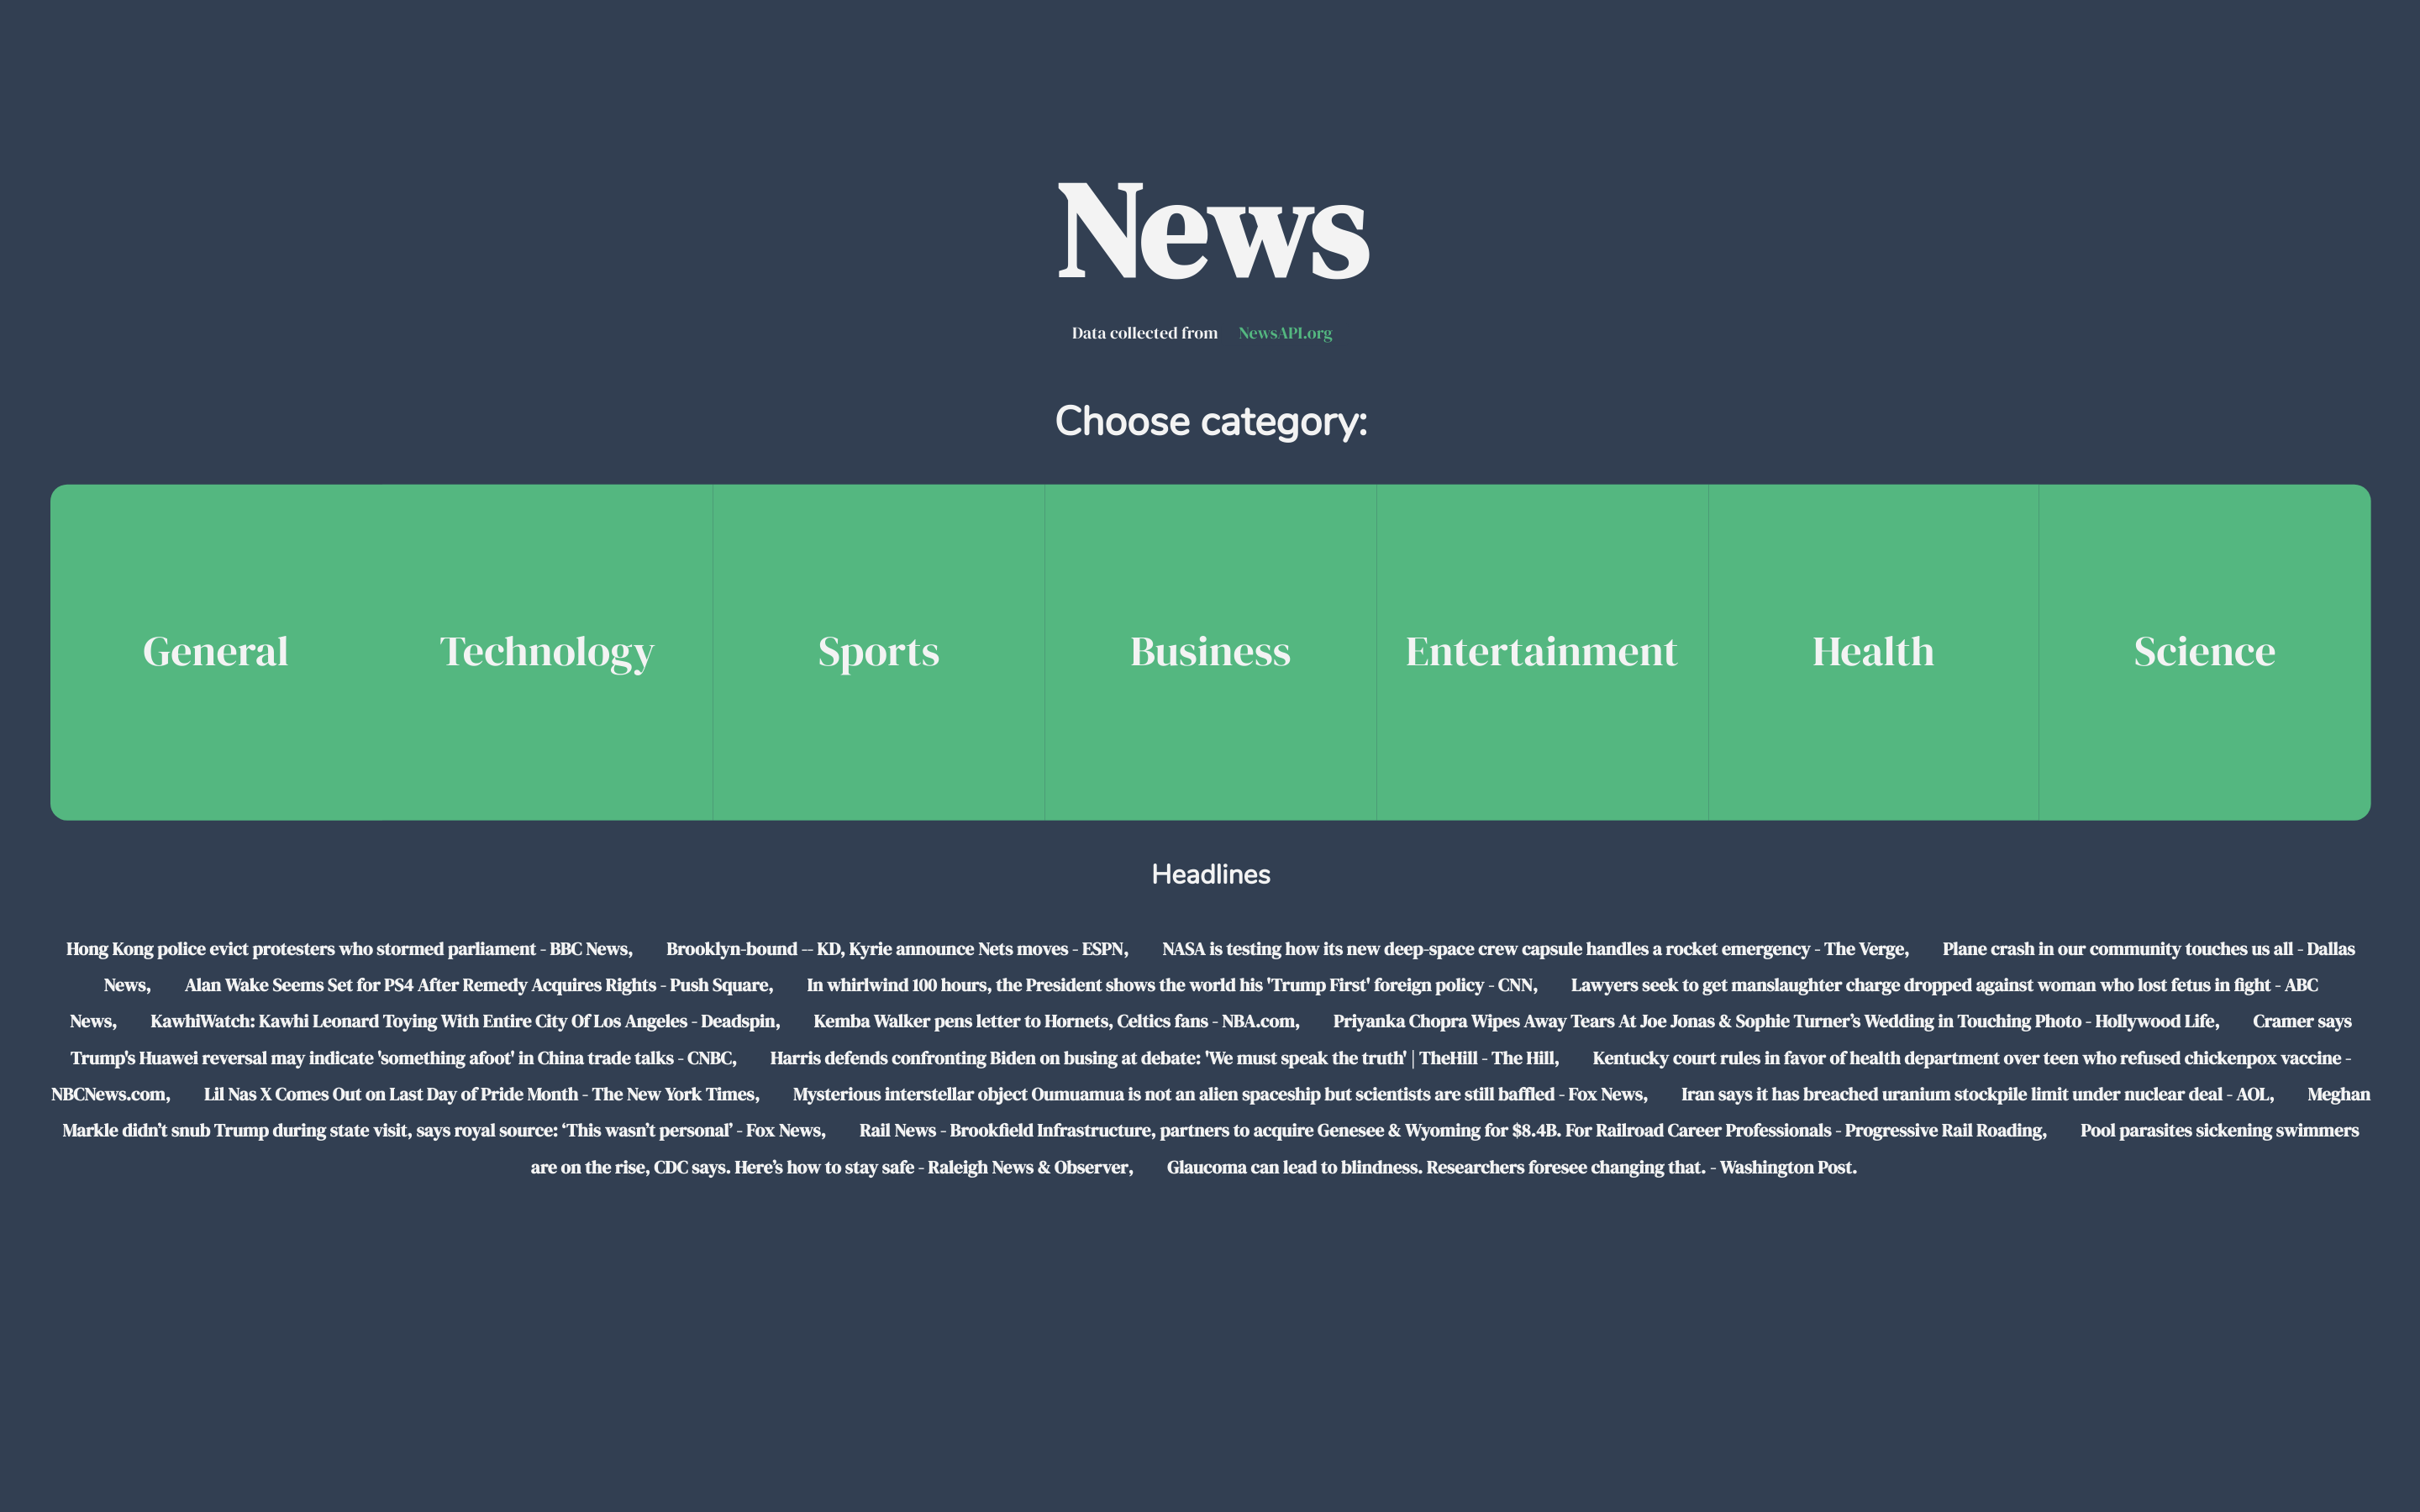 News
Data collected from NewsAPI.org
Choose category:
General Technology Sports Business Entertainment Health Science
Headlines
Hong Kong police evict protesters who stormed parliament - BBC News, Brooklyn-bound -- KD, Kyrie announce Nets moves - ESPN, NASA is testing how its new deep-space crew capsule handles a rocket emergency - The Verge, Plane crash in our community touches us all - Dallas
News, Alan Wake Seems Set for PS4 After Remedy Acquires Rights - Push Square, In whirlwind 100 hours, the President shows the world his 'Trump First' foreign policy - CNN, Lawyers seek to get manslaughter charge dropped against woman who lost fetus in fight - ABC
News, KawhiWatch: Kawhi Leonard Toying With Entire City Of Los Angeles - Deadspin, Kemba Walker pens letter to Hornets, Celtics fans - NBA.com, Priyanka Chopra Wipes Away Tears At Joe Jonas & Sophie Turner’s Wedding in Touching Photo - Hollywood Life, Cramer says
Trump's Huawei reversal may indicate 'something afoot' in China trade talks - CNBC, Harris defends confronting Biden on busing at debate: 'We must speak the truth' | TheHill - The Hill, Kentucky court rules in favor of health department over teen who refused chickenpox vaccine -
NBCNews.com, Lil Nas X Comes Out on Last Day of Pride Month - The New York Times, Mysterious interstellar object Oumuamua is not an alien spaceship but scientists are still baffled - Fox News, Iran says it has breached uranium stockpile limit under nuclear deal - AOL, Meghan
Markle didn’t snub Trump during state visit, says royal source: ‘This wasn’t personal’ - Fox News, Rail News - Brookfield Infrastructure, partners to acquire Genesee & Wyoming for $8.4B. For Railroad Career Professionals - Progressive Rail Roading, Pool parasites sickening swimmers
are on the rise, CDC says. Here’s how to stay safe - Raleigh News & Observer, Glaucoma can lead to blindness. Researchers foresee changing that. - Washington Post.